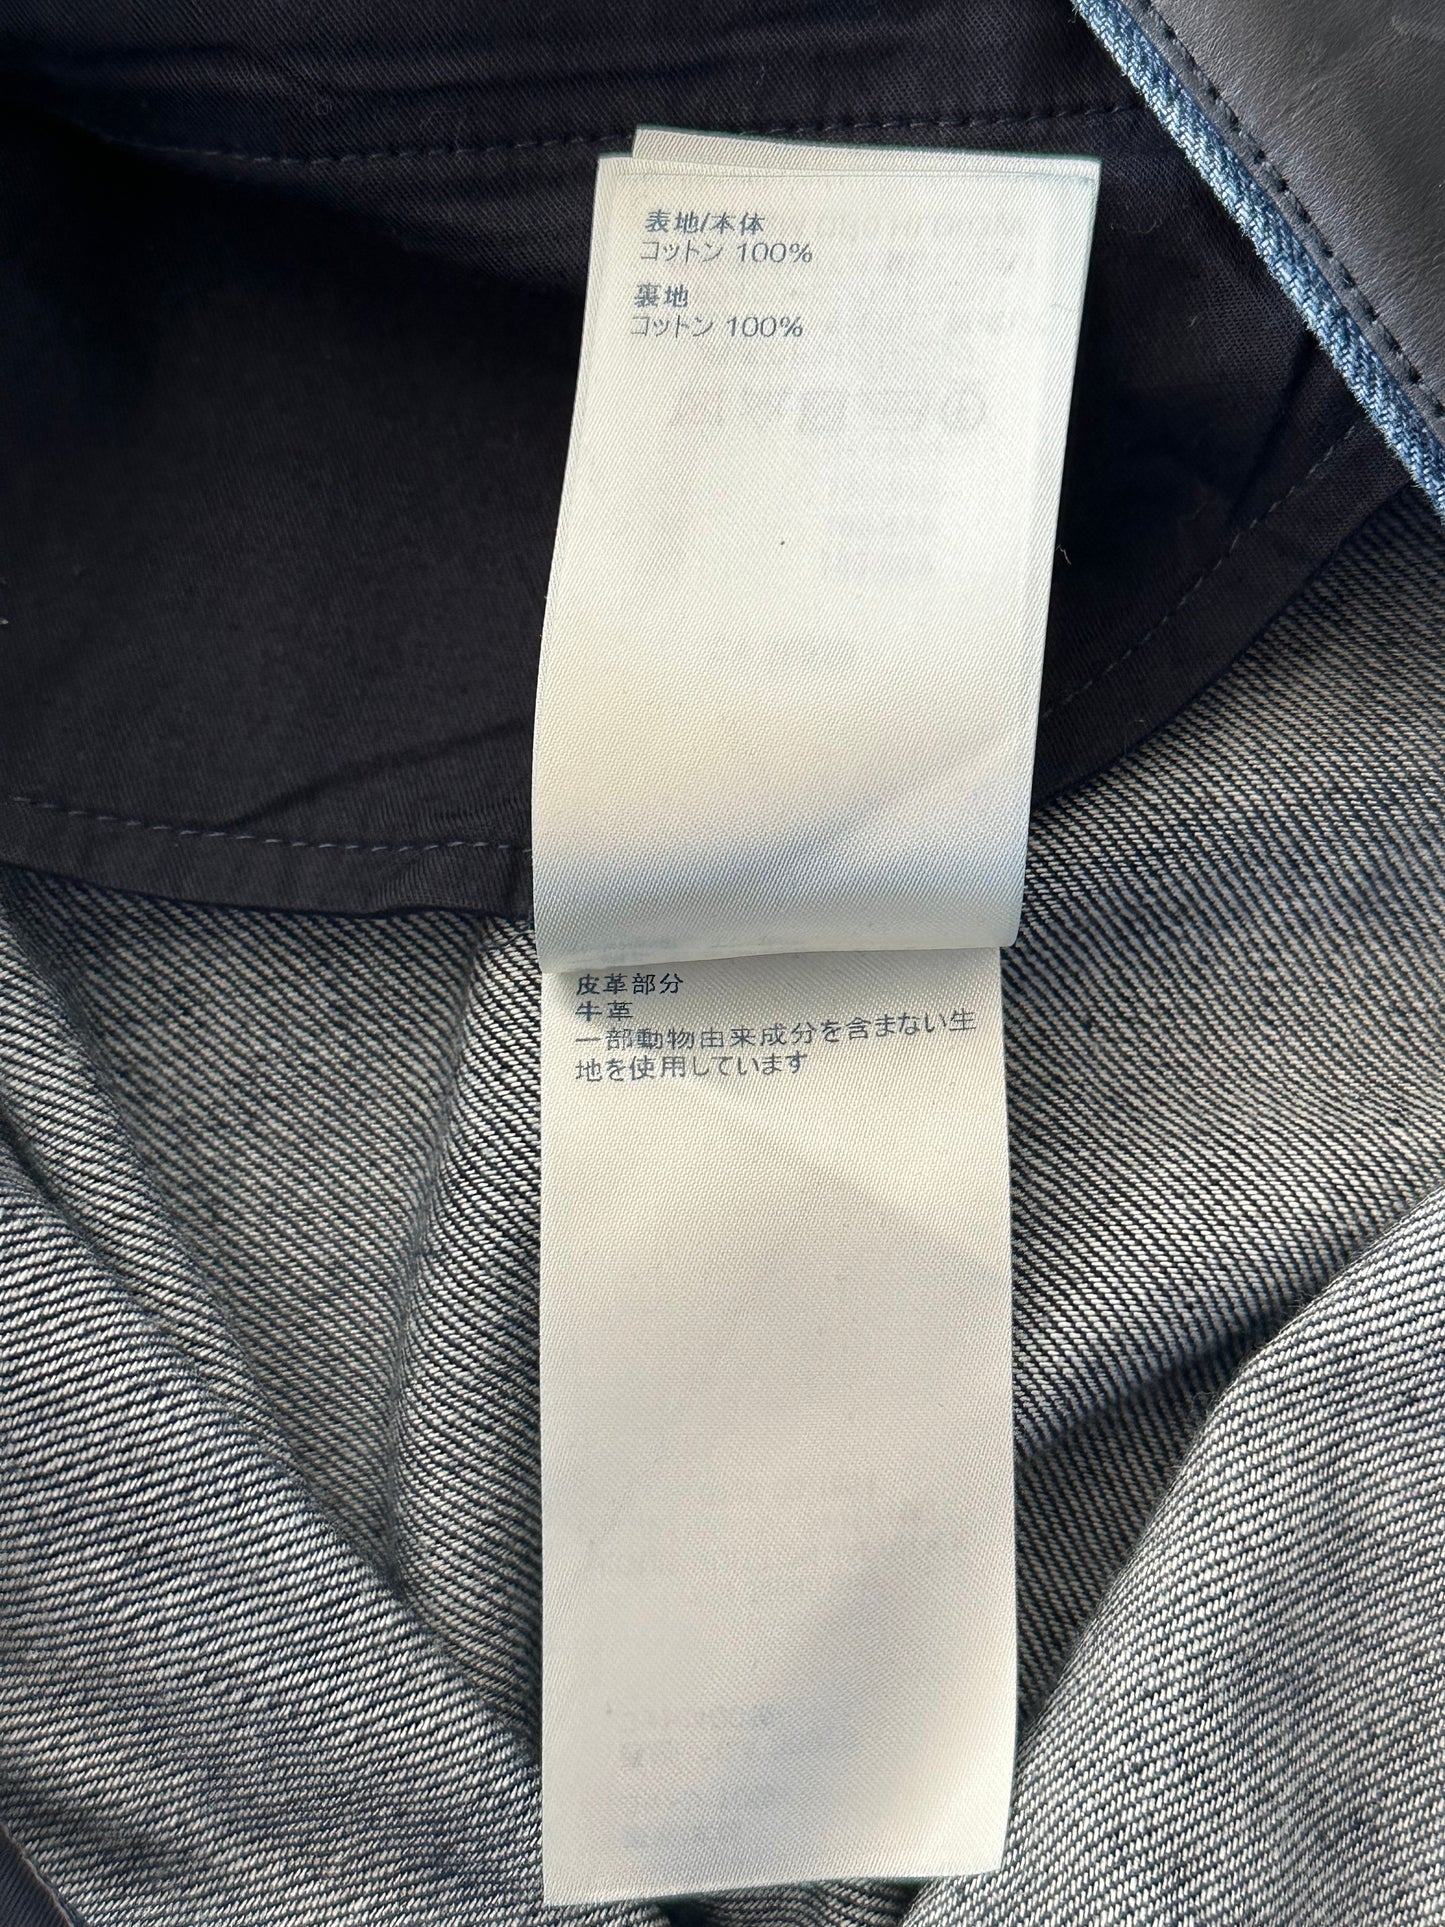 表地/本体
コットン 100%
裏地
コットン 100%
皮革部分
牛革
一部動物由来成分を含まない生
地を使用しています